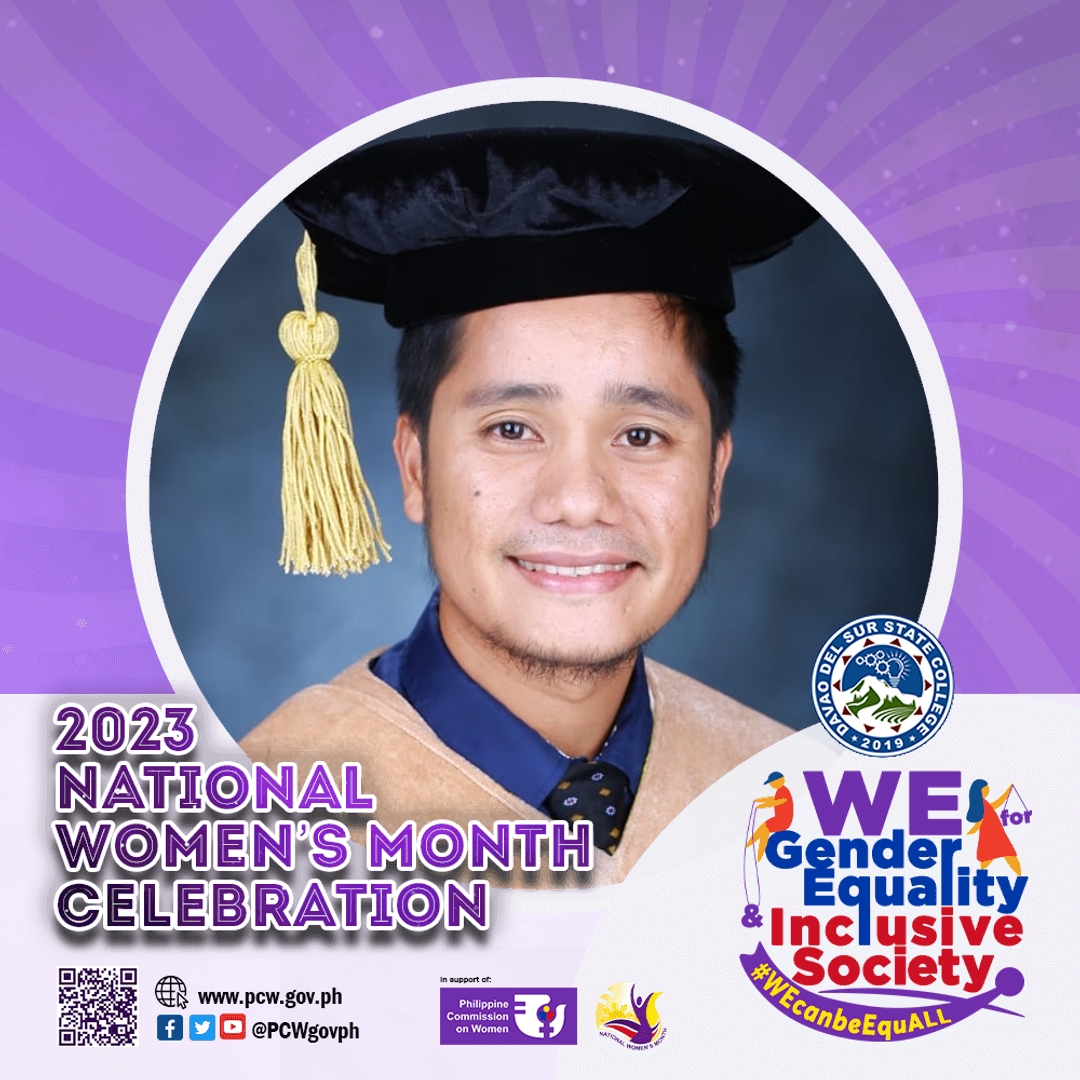 DAVAO DEL SUR STATE COLLEGE
2019
2023
NATIONAL
WOMEN'S MONTH
CELEBRATION
WE for
Gender
Equality
& Inclusive
Society
#WEcanbeEquALL
www.pcw.gov.ph
@PCWgovph
In support of:
Philippine
Commission
on Women
NATIONAL WOMEN'S MONTH